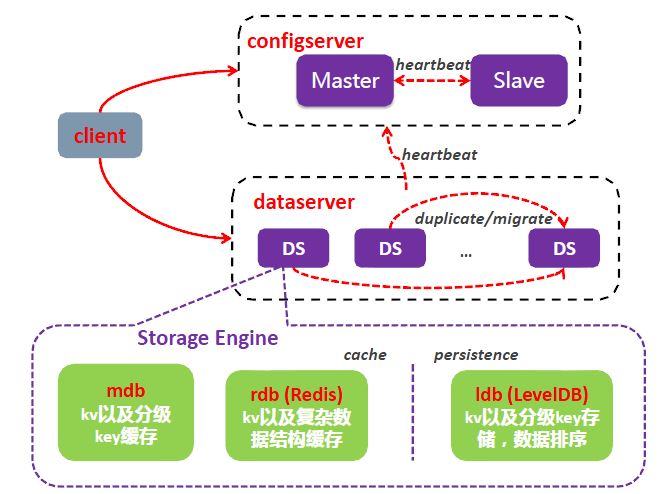 configserver
heartbeat
Master
Slave
client
heartbeat
dataserver
duplicate/migrate
DS
DS
...
DS
Storage Engine
cache
persistence
mdb
kv以及分级
key缓存
rdb (Redis)
kv以及复杂数
据结构缓存
ldb (LevelDB)
kv以及分级key存
储，数据排序